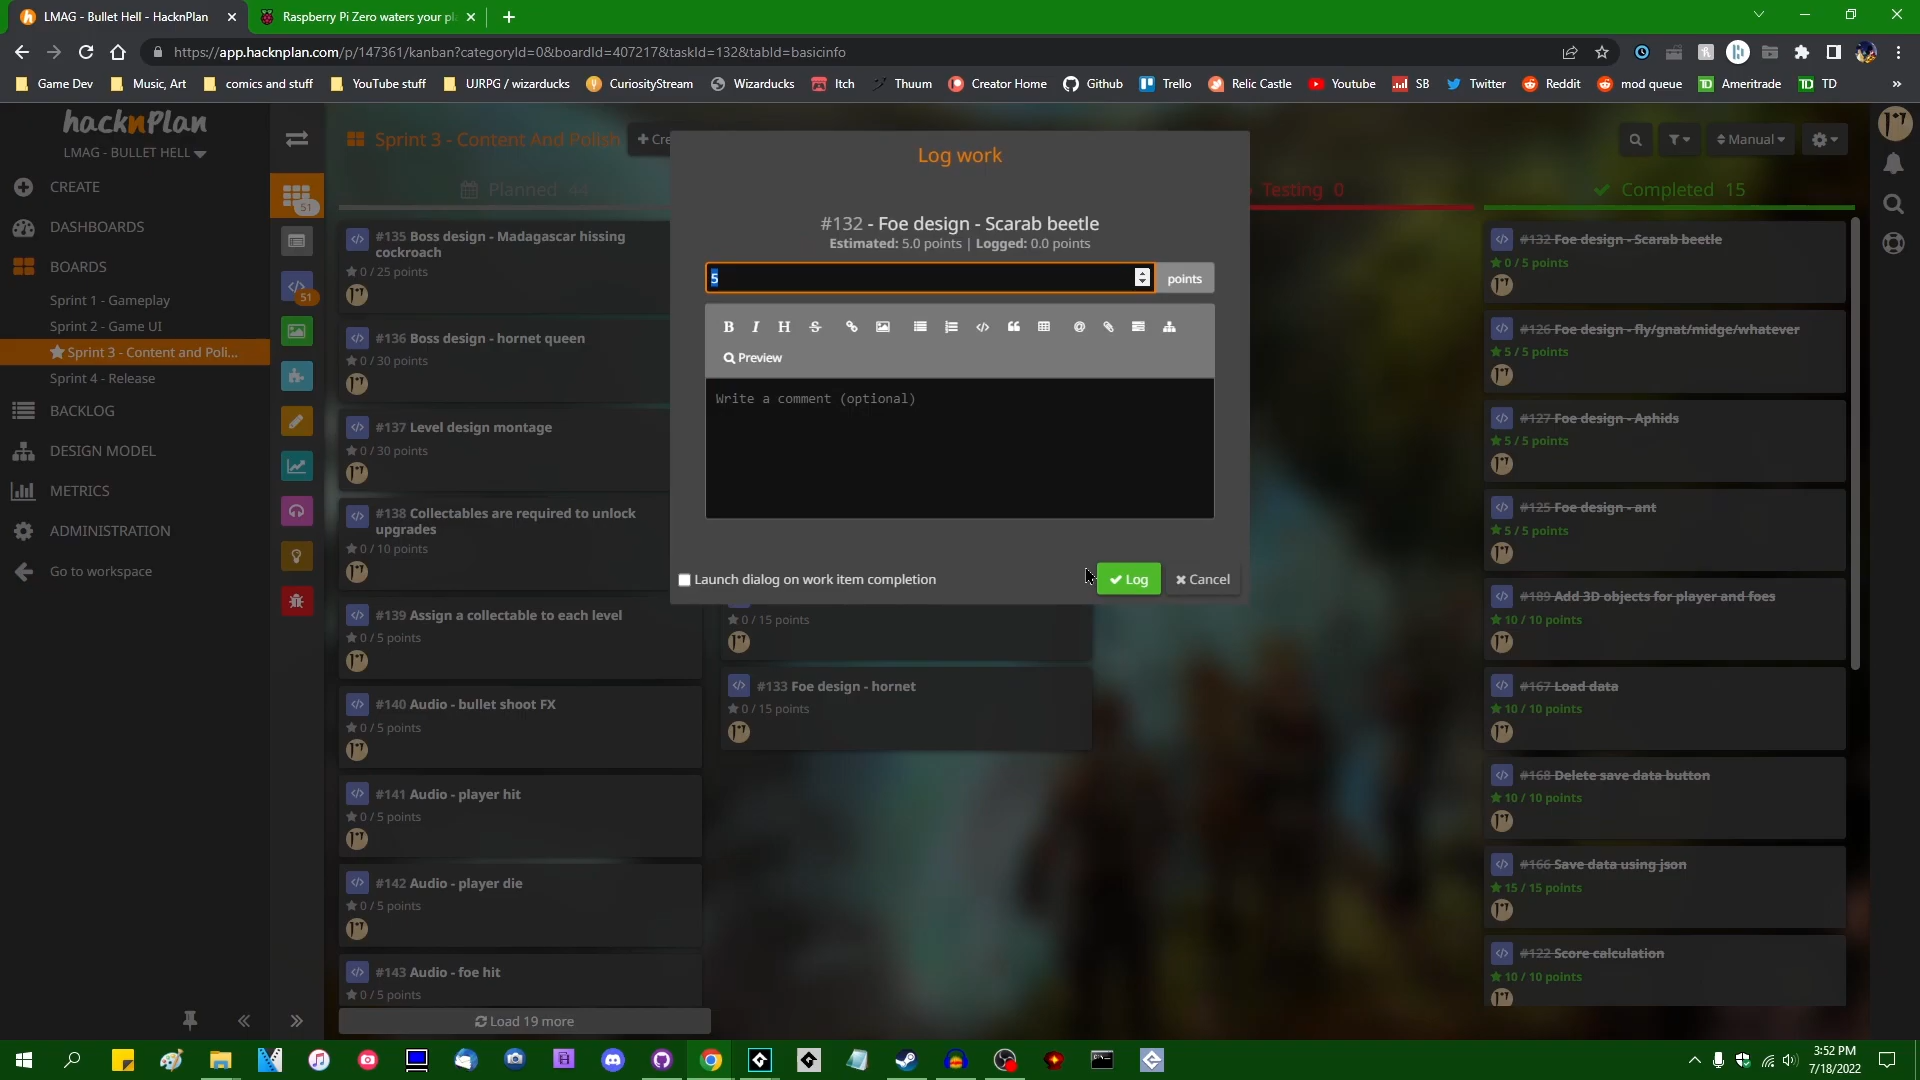 LMAG - Bullet Hell - HacknPlan
Raspberry Pi Zero waters your pl
https://app.hacknplan.com/p/147361/kanban?categoryId=0&boardId=407217&taskId=132&tabId=basicinfo
Game Dev
Music, Art
comics and stuff
YouTube stuff
UJRPG / wizarducks
CuriosityStream
Wizarducks
Itch
Thuum
Creator Home
Github
Trello
Relic Castle
Youtube
SB
Twitter
Reddit
mod queue
Ameritrade
TD
hacknPlan
LMAG - BULLET HELL
CREATE
DASHBOARDS
BOARDS
Sprint 1 - Gameplay
Sprint 2 - Game UI
Sprint 3 - Content and Poli...
Sprint 4 - Release
BACKLOG
DESIGN MODEL
METRICS
ADMINISTRATION
Go to workspace
51
51
Sprint 3 - Content And Polish
+ Cre
Manual
Planned 44
#135 Boss design - Madagascar hissing
cockroach
0 / 25 points
#136 Boss design - hornet queen
0 / 30 points
#137 Level design montage
0 / 30 points
#138 Collectables are required to unlock
upgrades
0 / 10 points
#139 Assign a collectable to each level
0 / 5 points
#140 Audio - bullet shoot FX
0 / 5 points
#141 Audio - player hit
0 / 5 points
#142 Audio - player die
0 / 5 points
#143 Audio - foe hit
0 / 5 points
Load 19 more
Log work
#132 - Foe design - Scarab beetle
Estimated: 5.0 points | Logged: 0.0 points
5
points
B I H S
Preview
Write a comment (optional)
Launch dialog on work item completion
Log
Cancel
0 / 15 points
#133 Foe design - hornet
0 / 15 points
Testing 0
Completed 15
#132 Foe design - Scarab beetle
0 / 5 points
#126 Foe design - fly/gnat/midge/whatever
5 / 5 points
#127 Foe design - Aphids
5 / 5 points
#125 Foe design - ant
5 / 5 points
#189 Add 3D objects for player and foes
10 / 10 points
#167 Load data
10 / 10 points
#168 Delete save data button
10 / 10 points
#166 Save data using json
15 / 15 points
#122 Score calculation
10 / 10 points
3:52 PM
7/18/2022